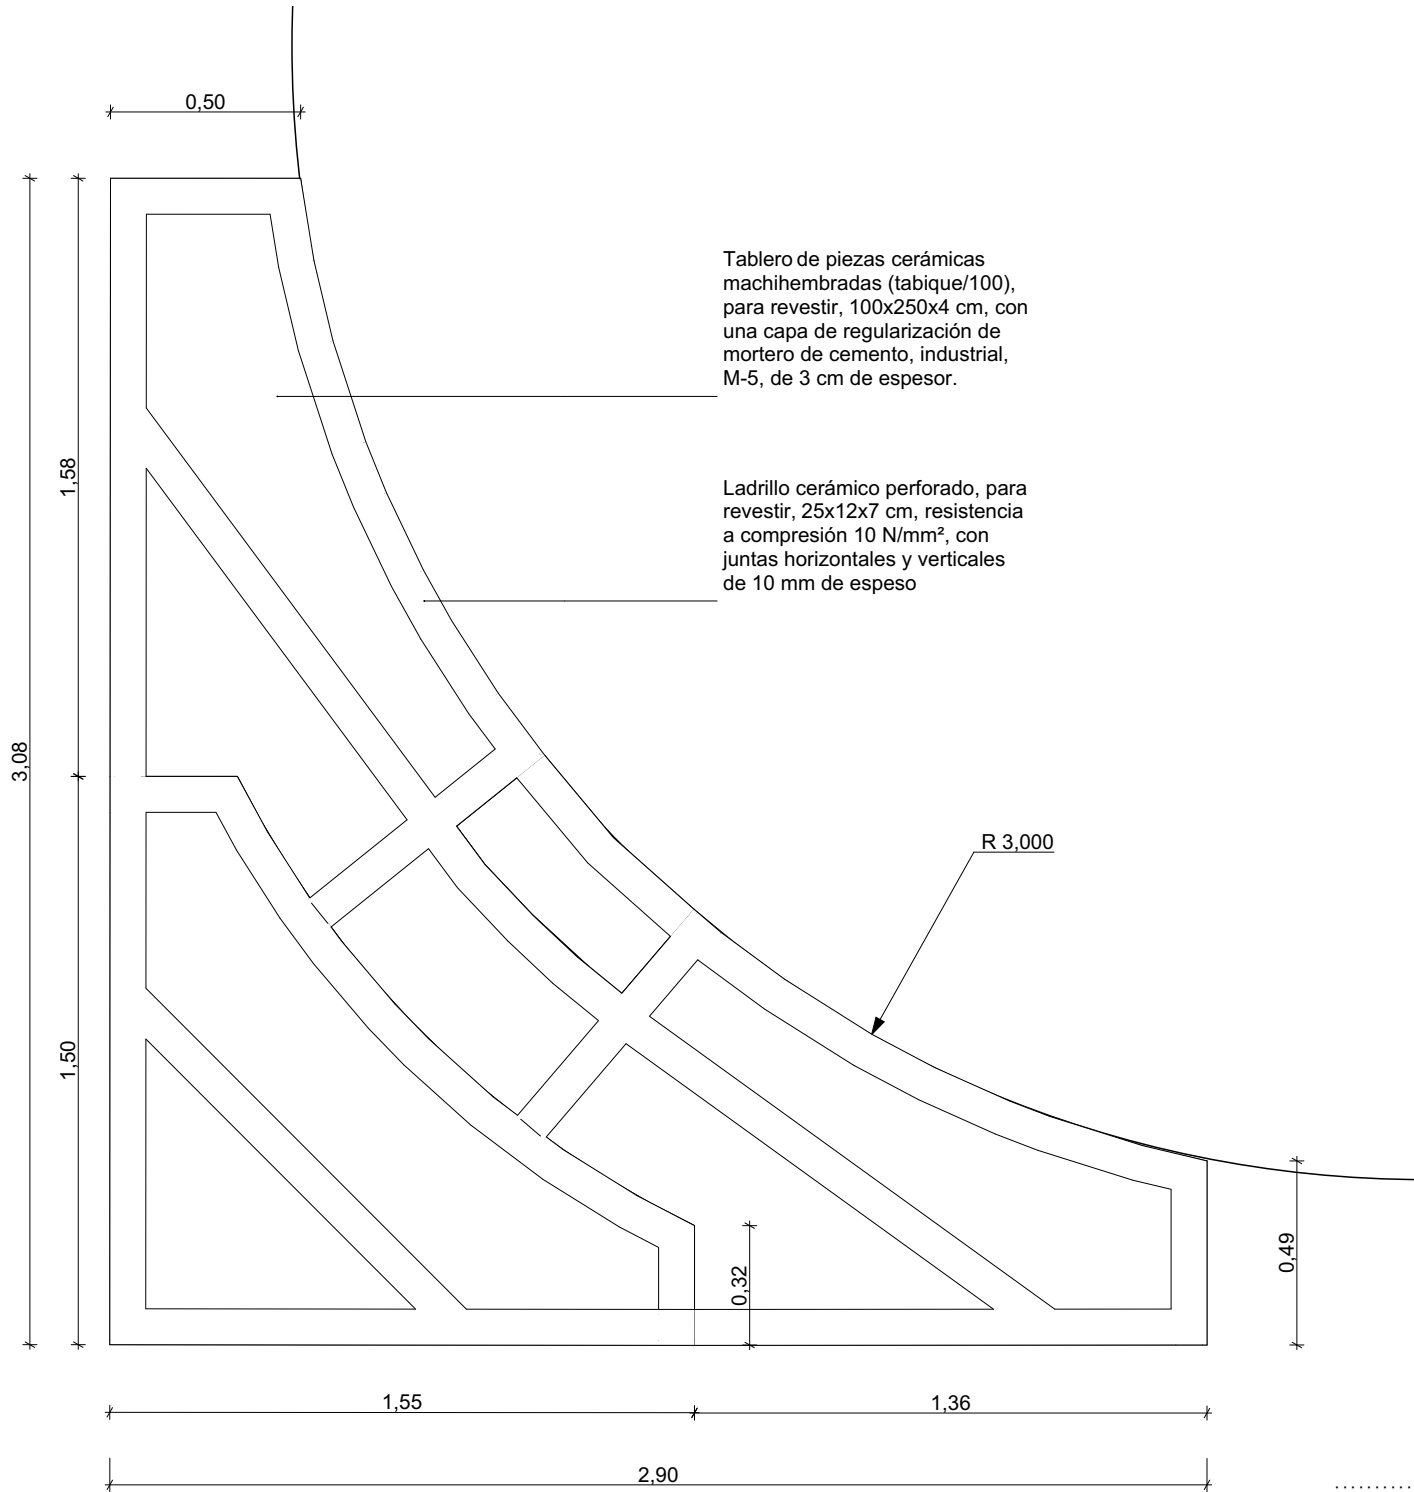 0,50
Tablero de piezas cerámicas
machihembradas (tabique/100),
para revestir, 100x250x4 cm, con
una capa de regularización de
mortero de cemento, industrial,
M-5, de 3 cm de espesor.
1,58
Ladrillo cerámico perforado, para
revestir, 25x12x7 cm, resistencia
a compresión 10 N/mm², con
juntas horizontales y verticales
de 10 mm de espeso
3,08
R 3,000
1,50
0,32
0,49
1,55
1,36
2,90